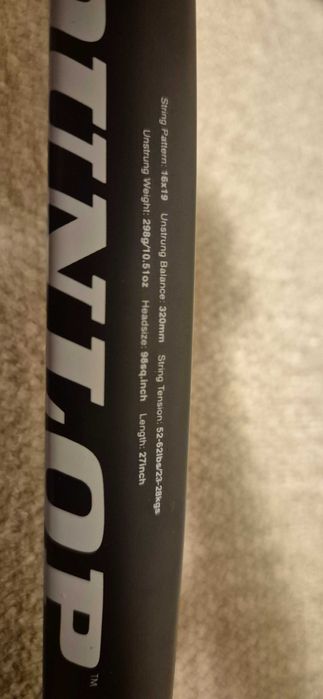 DUNLOP™
String Pattern: 16x19 Unstrung Balance: 320mm String Tension: 52-62lbs/23-28kgs
Unstrung Weight: 298g/10.51oz Headsize: 98sq.inch Length: 27inch